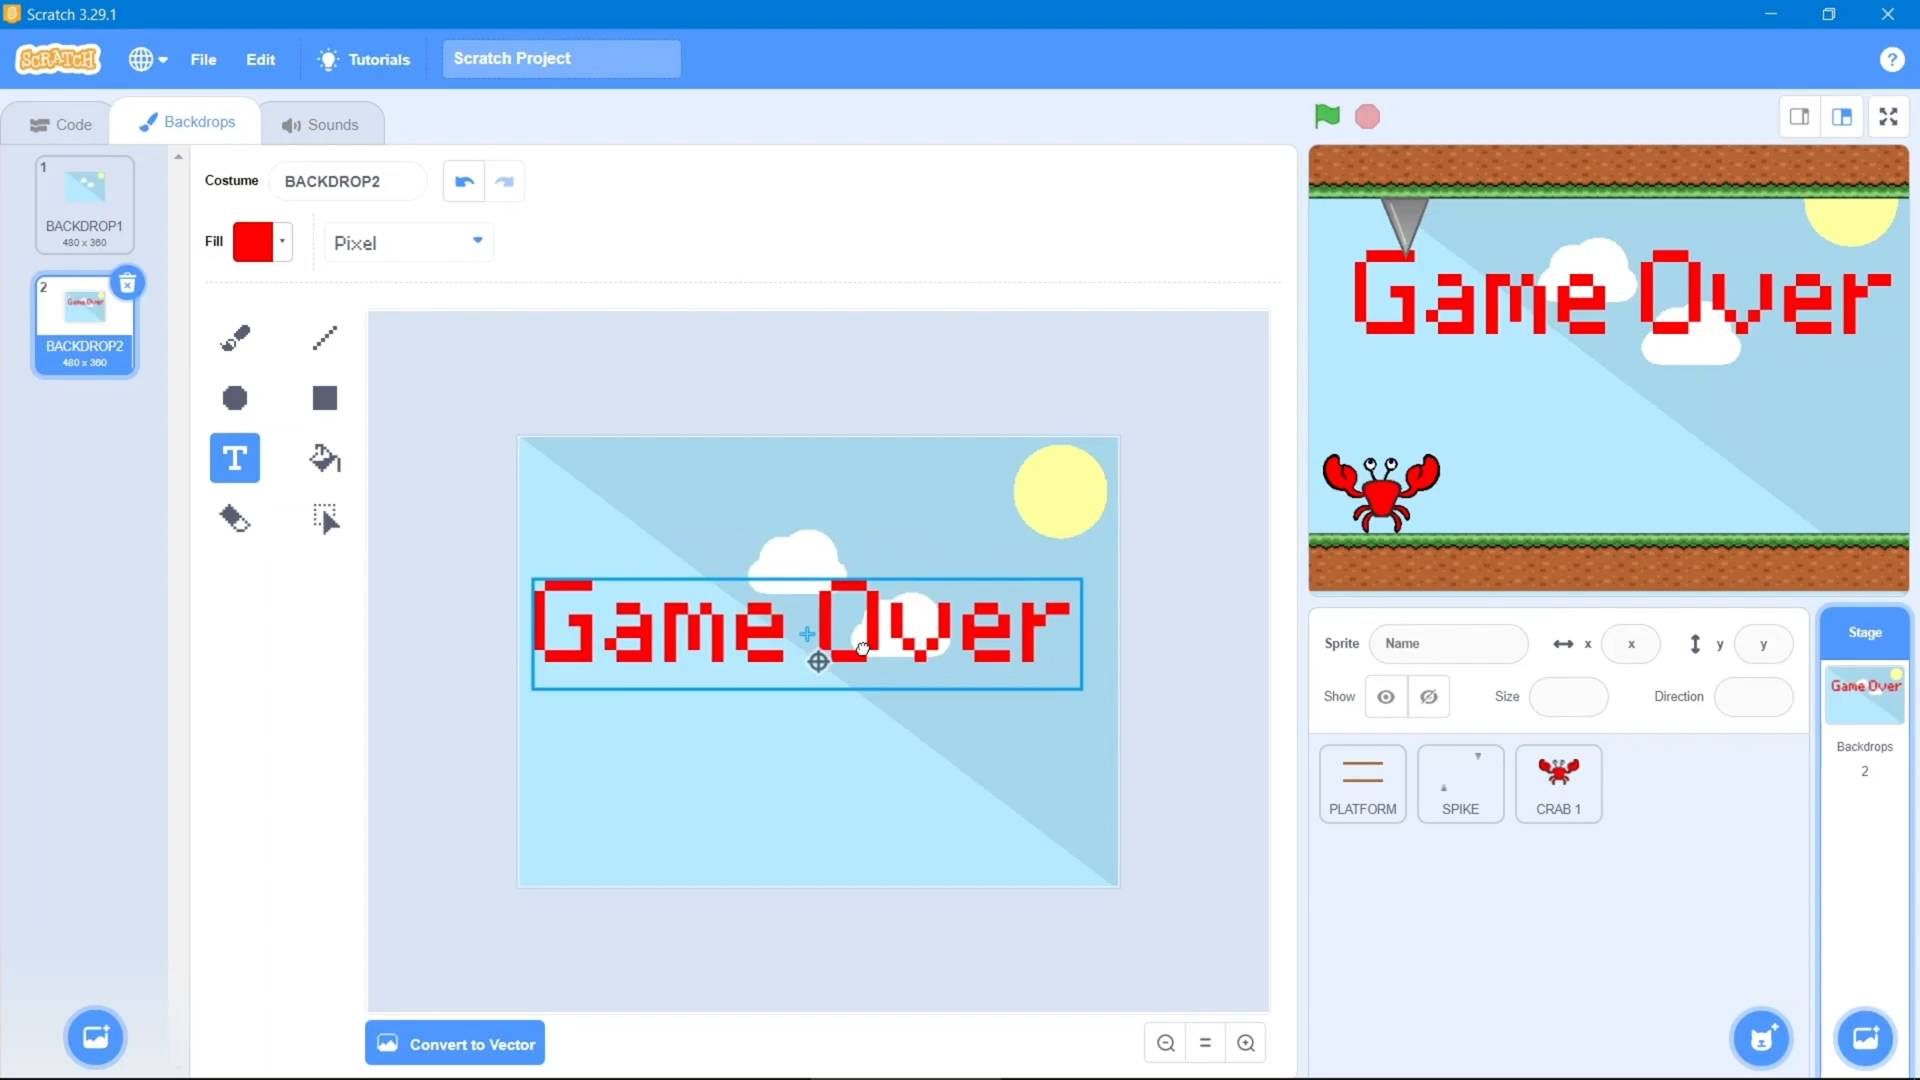 Scratch 3.29.1
SCRATCH
File
Edit
Tutorials
Scratch Project
?
Code
Backdrops
Sounds
1
BACKDROP1
480 x 360
2
Game Over
BACKDROP2
480 x 360
Costume
BACKDROP2
Fill
Pixel
T
Game Over
Convert to Vector
Game Over
Sprite
Name
x
x
y
y
Show
Size
Direction
PLATFORM
SPIKE
CRAB 1
Stage
Game Over
Backdrops
2